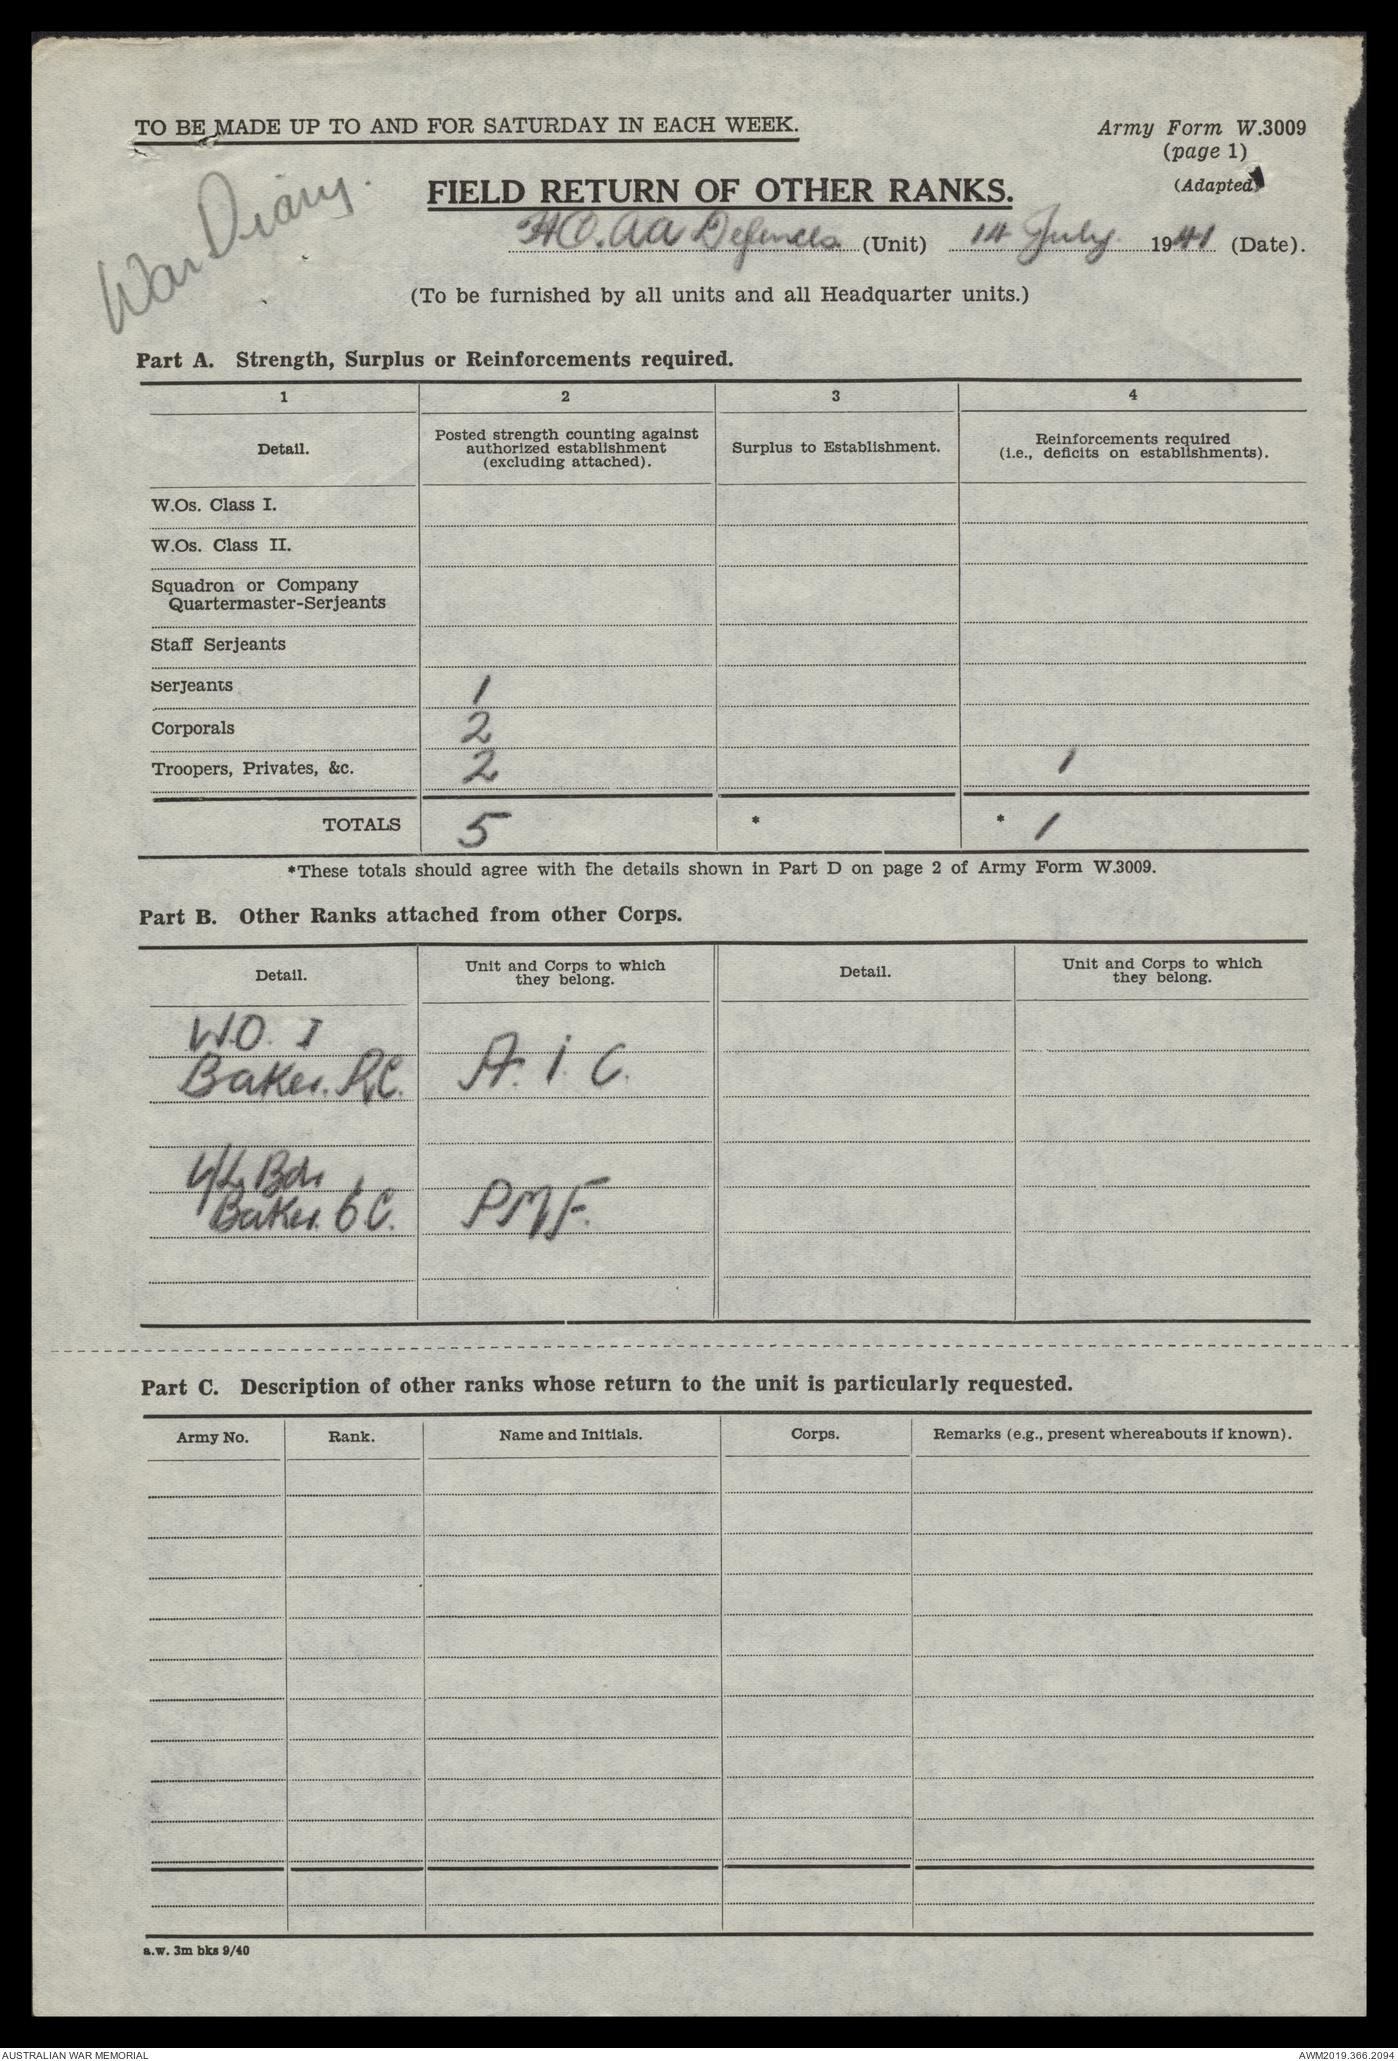 TO BE MADE UP TO AND FOR SATURDAY IN EACH WEEK.
Army Form W.3009
(page 1)
(Adapted)
War Diary.
FIELD RETURN OF OTHER RANKS.
HQ. AA Defences (Unit) 14 July 1941 (Date).
(To be furnished by all units and all Headquarter units.)
Part A. Strength, Surplus or Reinforcements required.
1 2 3 4
Detail. Posted strength counting against authorized establishment (excluding attached). Surplus to Establishment. Reinforcements required (i.e., deficits on establishments).
W.Os. Class I.
W.Os. Class II.
Squadron or Company
Quartermaster-Serjeants
Staff Serjeants
Serjeants 1
Corporals 2
Troopers, Privates, &c. 2 1
TOTALS 5 * * 1
*These totals should agree with the details shown in Part D on page 2 of Army Form W.3009.
Part B. Other Ranks attached from other Corps.
Detail. Unit and Corps to which they belong. Detail. Unit and Corps to which they belong.
W.O. I
Baker. R.C. A. I. C.
L/L Bdr
Baker. G.C. PMF.
Part C. Description of other ranks whose return to the unit is particularly requested.
Army No. Rank. Name and Initials. Corps. Remarks (e.g., present whereabouts if known).
a.w. 3m bks 9/40
AUSTRALIAN WAR MEMORIAL
AWM2019.366.2094